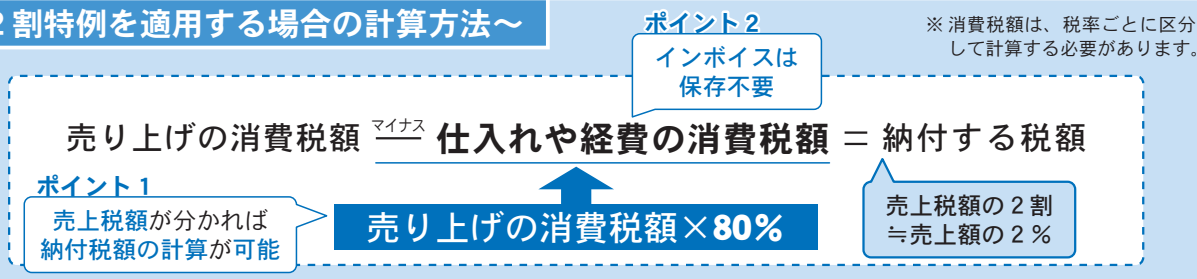 2割特例を適用する場合の計算方法～
ポイント2
※消費税額は、税率ごとに区分
して計算する必要があります。
インボイスは
保存不要
売り上げの消費税額 マイナス 仕入れや経費の消費税額 ＝ 納付する税額
ポイント1
売上税額が分かれば
納付税額の計算が可能
売り上げの消費税額×80%
売上税額の２割
≒売上額の２％